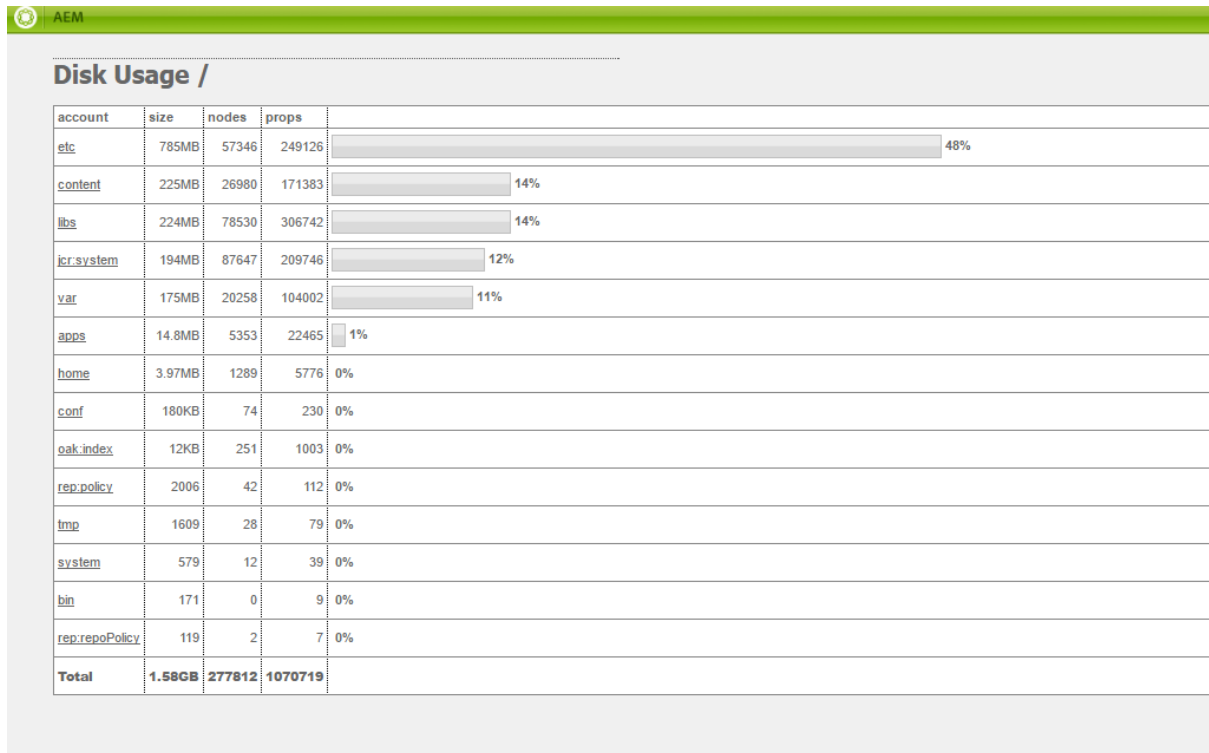 AEM
Disk Usage /
account size nodes props
etc 785MB 57346 249126 48%
content 225MB 26980 171383 14%
libs 224MB 78530 306742 14%
jcr:system 194MB 87647 209746 12%
var 175MB 20258 104002 11%
apps 14.8MB 5353 22465 1%
home 3.97MB 1289 5776 0%
conf 180KB 74 230 0%
oak:index 12KB 251 1003 0%
rep:policy 2006 42 112 0%
tmp 1609 28 79 0%
system 579 12 39 0%
bin 171 0 9 0%
rep:repoPolicy 119 2 7 0%
Total 1.58GB 277812 1070719